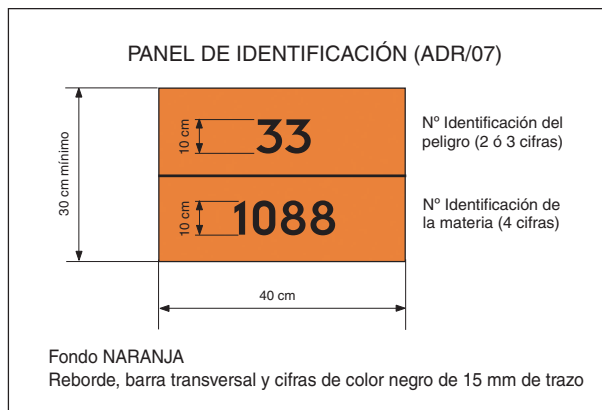 PANEL DE IDENTIFICACIÓN (ADR/07)
30 cm mínimo
10 cm
33
Nº Identificación del
peligro (2 ó 3 cifras)
10 cm
1088
Nº Identificación de
la materia (4 cifras)
40 cm
Fondo NARANJA
Reborde, barra transversal y cifras de color negro de 15 mm de trazo